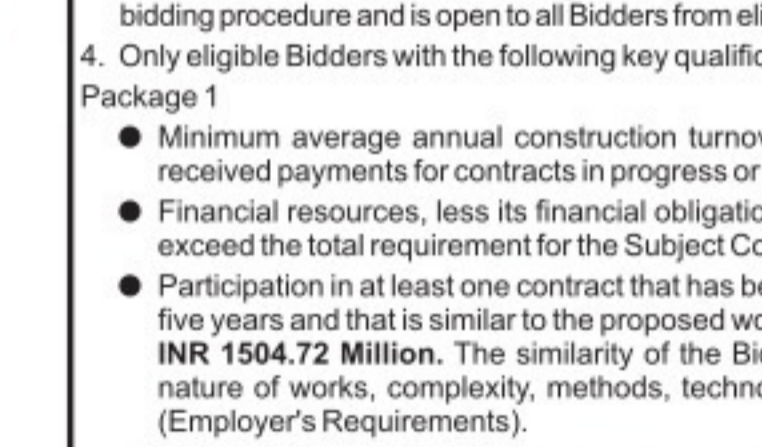 bidding procedure and is open to all Bidders from eli
4. Only eligible Bidders with the following key qualific
Package 1
● Minimum average annual construction turnov
received payments for contracts in progress or
● Financial resources, less its financial obligatio
exceed the total requirement for the Subject Co
● Participation in at least one contract that has be
five years and that is similar to the proposed wo
INR 1504.72 Million. The similarity of the Bid
nature of works, complexity, methods, techno
(Employer's Requirements).